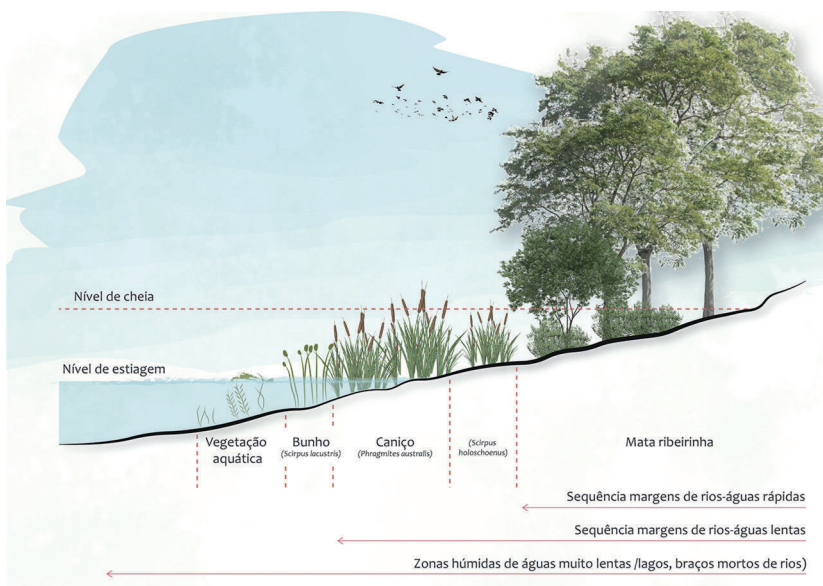 Nível de cheia
Nível de estiagem
Vegetação
aquática
Bunho
(Scirpus lacustris)
Caniço
(Phragmites australis)
(Scirpus
holoschoenus)
Mata ribeirinha
Sequência margens de rios-águas rápidas
Sequência margens de rios-águas lentas
Zonas húmidas de águas muito lentas /lagos, braços mortos de rios)